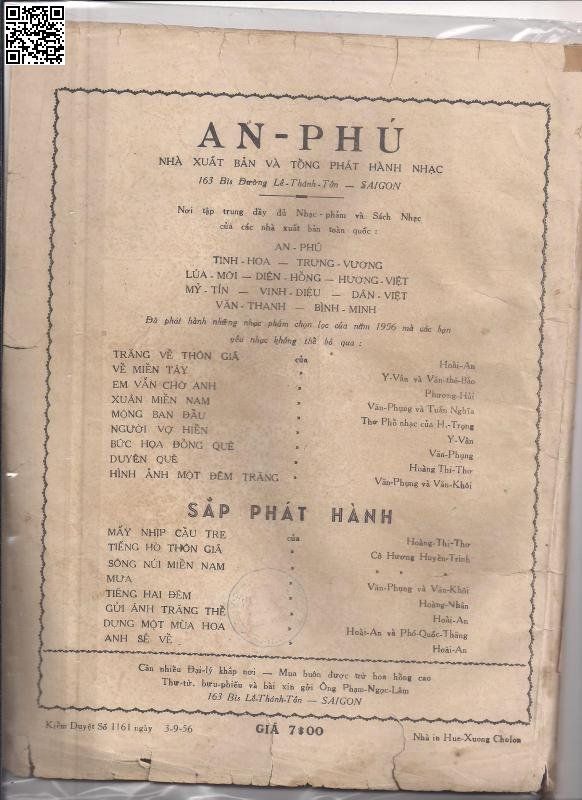 AN-PHÚ
NHÀ XUẤT BẢN VÀ TỔNG PHÁT HÀNH NHẠC
163 Bis Đường Lê-Thánh-Tôn — SAIGON
Nơi tập trung đầy đủ Nhạc-phẩm và Sách Nhạc
của các nhà xuất bản toàn quốc :
AN-PHÚ
TINH-HOA — TRƯNG-VƯƠNG
LÚA-MỚI — DIÊN-HỒNG — HƯƠNG-VIỆT
MỸ-TÍN — VINH-DIỆU — DÂN-VIỆT
VĂN-THANH — BÌNH-MINH
Đã phát hành những nhạc phẩm chọn lọc của năm 1956 mà các bạn
yêu nhạc không thể bỏ qua :
TRĂNG VỀ THÔN GIÃ của Hoài-An
VỀ MIỀN TÂY " Y-Vân và Văn-thế-Bảo
EM VẪN CHỜ ANH " Phương-Hải
XUÂN MIỀN NAM " Văn-Phụng và Tuấn Nghĩa
MỘNG BAN ĐẦU " Thơ Phổ nhạc của H.-Trọng
NGƯỜI VỢ HIỀN " Y-Vân
BỨC HỌA ĐỒNG QUÊ " Văn-Phụng
DUYÊN QUÊ " Hoàng Thi-Thơ
HÌNH ẢNH MỘT ĐÊM TRĂNG " Văn-Phụng và Văn-Khôi
SẮP PHÁT HÀNH
MẤY NHỊP CẦU TRE của Hoàng-Thi-Thơ
TIẾNG HÒ THÔN GIÃ " Cô Hương Huyền-Trinh
SÔNG NÚI MIỀN NAM " " " "
MƯA " Văn-Phụng và Văn-Khôi
TIẾNG HAI ĐÊM " Hoàng-Nhân
GỬI ÁNH TRĂNG THỀ " Hoài-An
DỤNG MỘT MÙA HOA " Hoài-An và Phó-Quốc-Thăng
ANH SẼ VỀ " Hoài-An
Cần nhiều Đại-lý khắp nơi — Mua buôn được trừ hoa hồng cao
Thư-từ, bưu-phiếu và bài xin gởi Ông Phạm-Ngọc-Lâm
163 Bis Lê-Thánh-Tôn — SAIGON
Kiểm Duyệt Số 1161 ngày 3-9-56 GIÁ 7$00 Nhà in Hue-Xuong Cholon